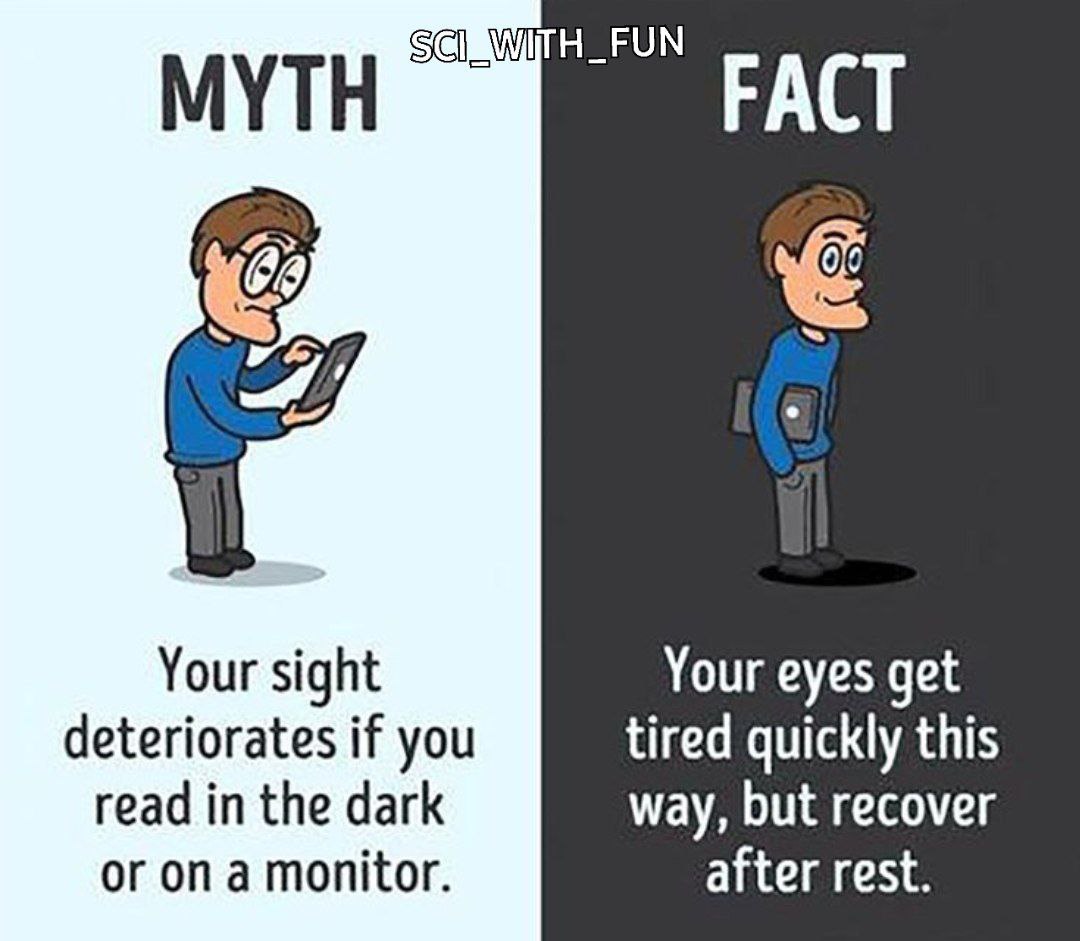 SCI_WITH_FUN
MYTH
Your sight
deteriorates if you
read in the dark
or on a monitor.
FACT
Your eyes get
tired quickly this
way, but recover
after rest.